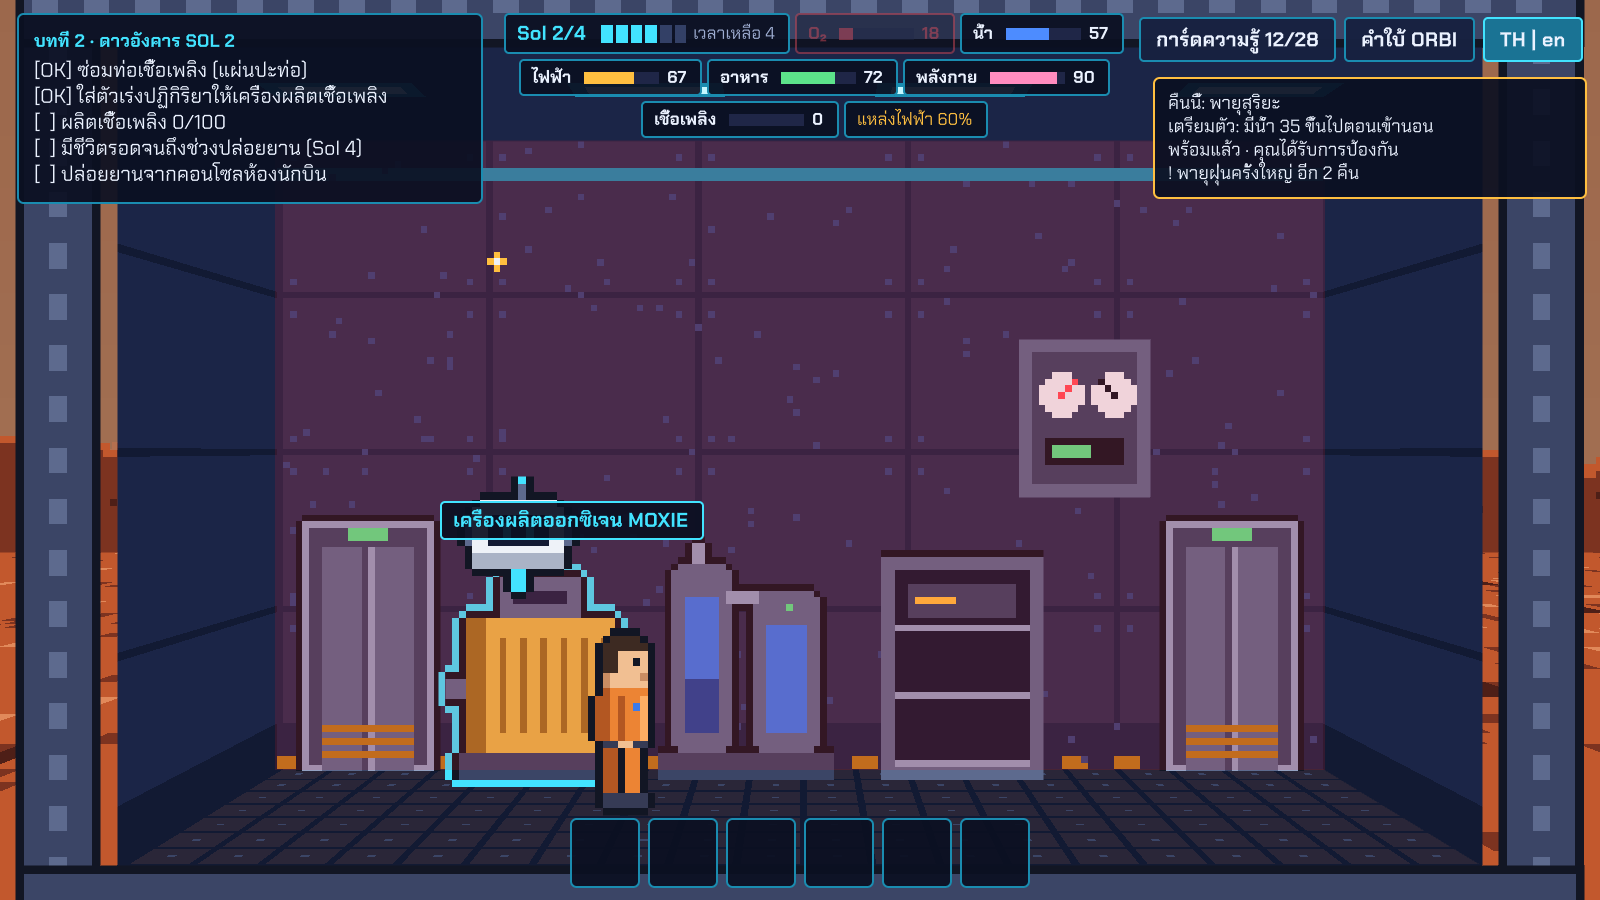 บทที่ 2 · ดาวอังคาร SOL 2
[OK] ซ่อมท่อเชื้อเพลิง (แผ่นปะท่อ)
[OK] ใส่ตัวเร่งปฏิกิริยาให้เครื่องผลิตเชื้อเพลิง
[ ] ผลิตเชื้อเพลิง 0/100
[ ] มีชีวิตรอดจนถึงช่วงปล่อยยาน (Sol 4)
[ ] ปล่อยยานจากคอนโซลห้องนักบิน
Sol 2/4 เวลาเหลือ 4
O₂ 18
น้ำ 57
ไฟฟ้า 67
อาหาร 72
พลังกาย 90
เชื้อเพลิง 0
แหล่งไฟฟ้า 60%
การ์ดความรู้ 12/28
คำใบ้ ORBI
TH | en
คืนนี้: พายุสุริยะ
เตรียมตัว: มีน้ำ 35 ขึ้นไปตอนเข้านอน
พร้อมแล้ว · คุณได้รับการป้องกัน
! พายุฝุ่นครั้งใหญ่ อีก 2 คืน
เครื่องผลิตออกซิเจน MOXIE